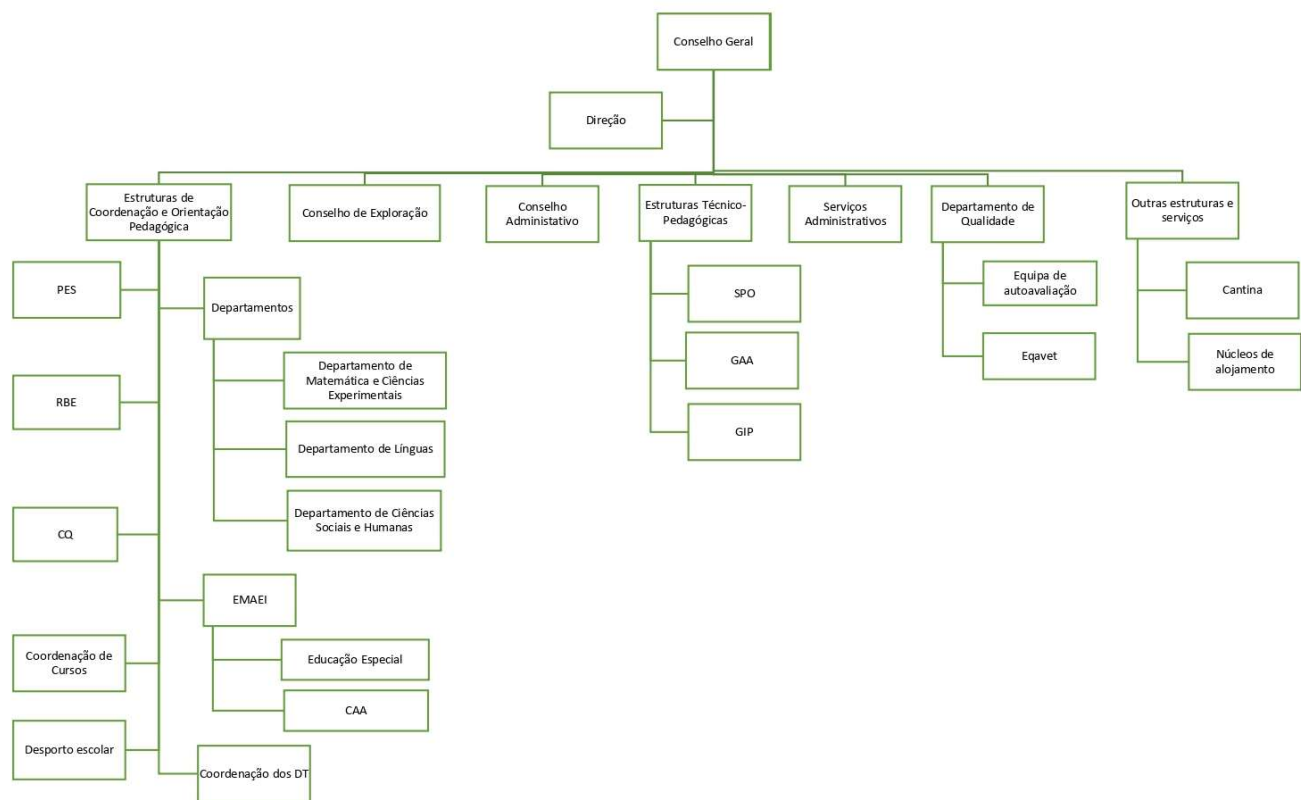 Conselho Geral
Direção
Estruturas de
Coordenação e Orientação
Pedagógica
Conselho de Exploração
Conselho
Administativo
Estruturas Técnico-
Pedagógicas
Serviços
Administrativos
Departamento de
Qualidade
Outras estruturas e
serviços
PES
RBE
CQ
Coordenação de
Cursos
Desporto escolar
Departamentos
Departamento de
Matemática e Ciências
Experimentais
Departamento de Línguas
Departamento de Ciências
Sociais e Humanas
EMAEI
Educação Especial
CAA
Coordenação dos DT
SPO
GAA
GIP
Equipa de
autoavaliação
Eqavet
Cantina
Núcleos de
alojamento